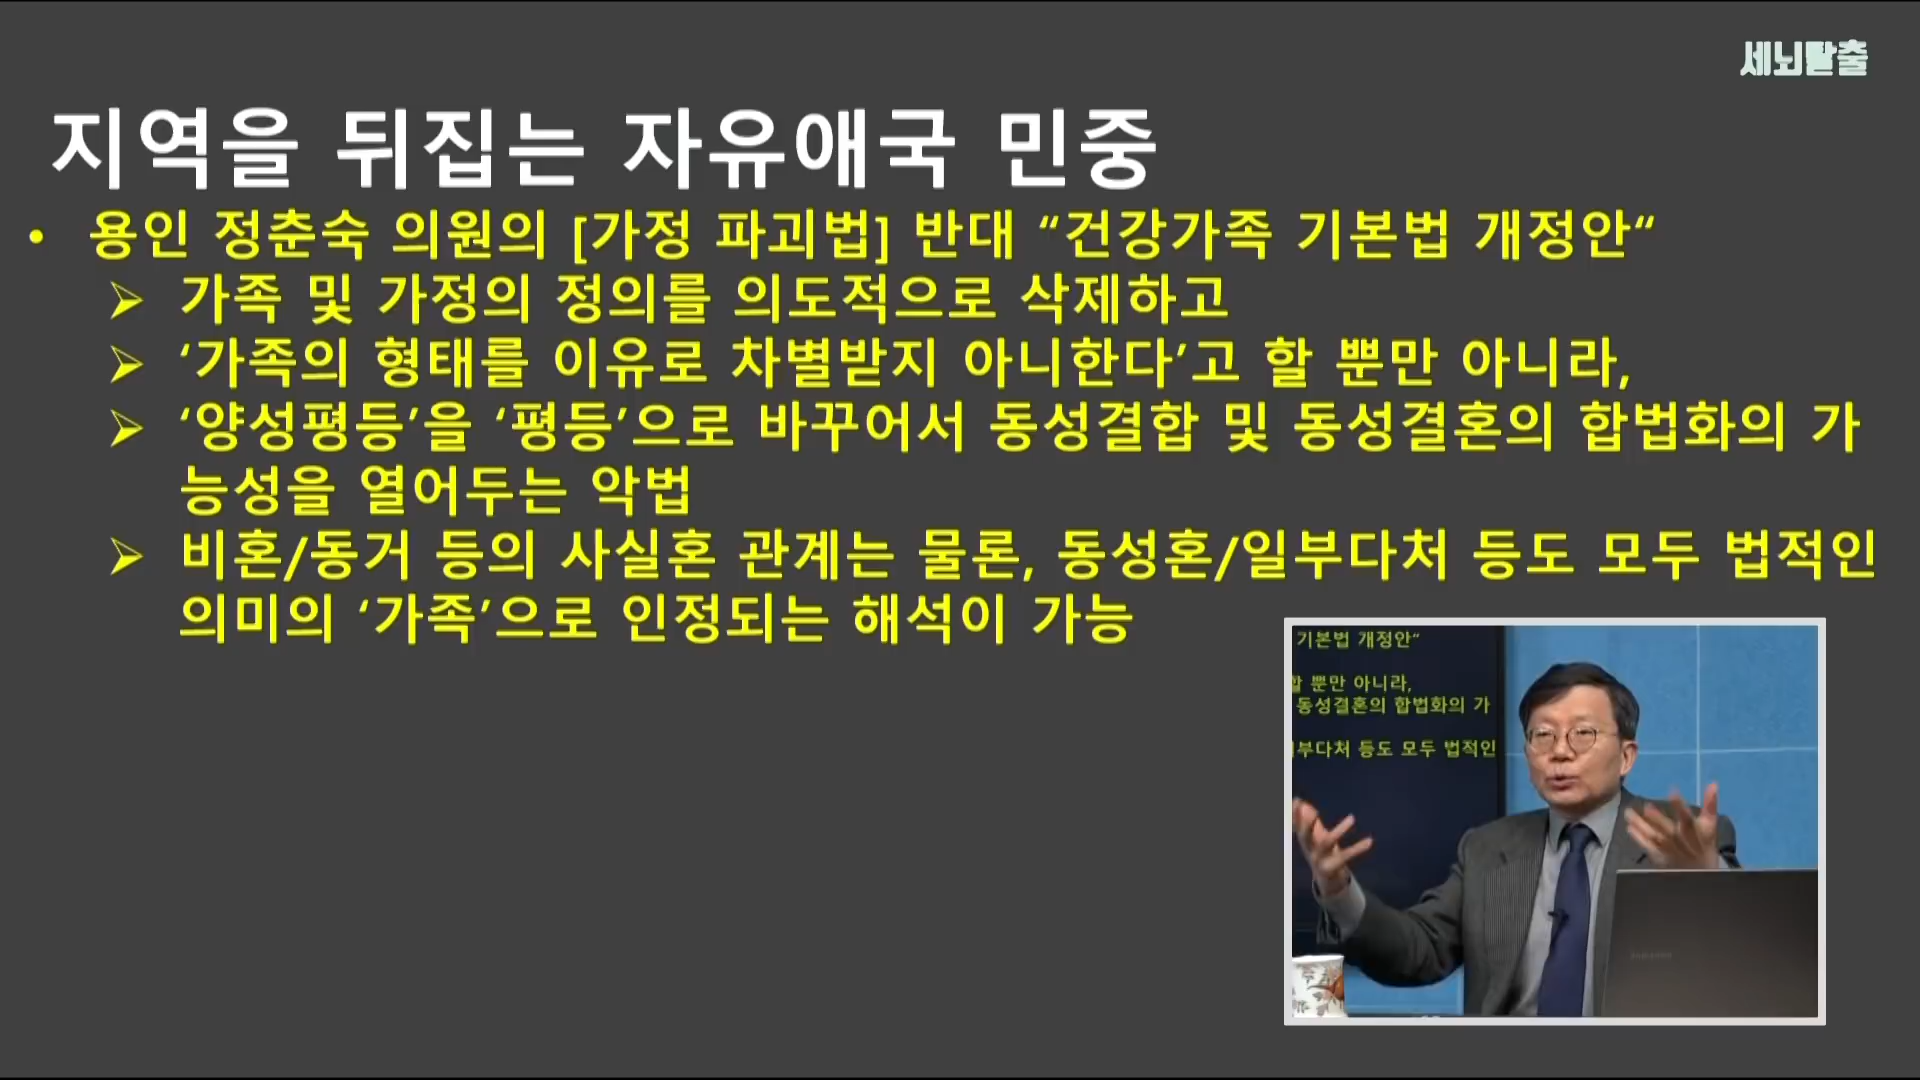 세뇌탈출
지역을 뒤집는 자유애국 민중
• 용인 정춘숙 의원의 [가정 파괴법] 반대 “건강가족 기본법 개정안“
➢ 가족 및 가정의 정의를 의도적으로 삭제하고
➢ ‘가족의 형태를 이유로 차별받지 아니한다’고 할 뿐만 아니라,
➢ ‘양성평등’을 ‘평등’으로 바꾸어서 동성결합 및 동성결혼의 합법화의 가
능성을 열어두는 악법
➢ 비혼/동거 등의 사실혼 관계는 물론, 동성혼/일부다처 등도 모두 법적인
의미의 ‘가족’으로 인정되는 해석이 가능
기본법 개정안“
할 뿐만 아니라,
동성결혼의 합법화의 가
일부다처 등도 모두 법적인
SAMSUNG